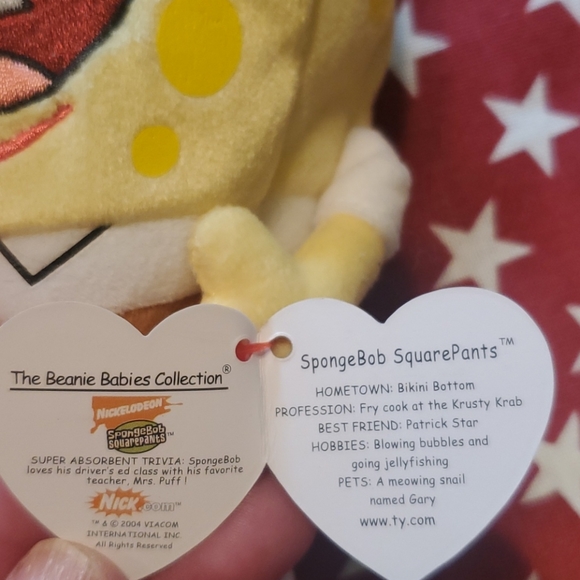 The Beanie Babies Collection®
NICKELODEON
SpongeBob
SQUAREPANTS™
SUPER ABSORBENT TRIVIA: SpongeBob
loves his driver's ed class with his favorite
teacher, Mrs. Puff !
NICK.com™
™ & © 2004 VIACOM
INTERNATIONAL INC
All Rights Reserved
SpongeBob SquarePants™
HOMETOWN: Bikini Bottom
PROFESSION: Fry cook at the Krusty Krab
BEST FRIEND: Patrick Star
HOBBIES: Blowing bubbles and
going jellyfishing
PETS: A meowing snail
named Gary
www.ty.com